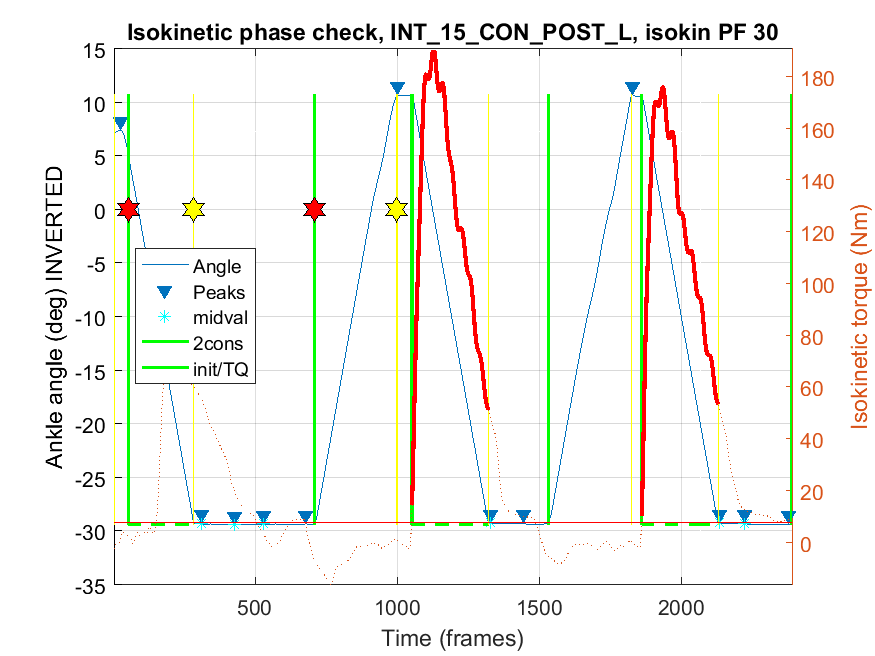 Isokinetic phase check, INT_15_CON_POST_L, isokin PF 30
Ankle angle (deg) INVERTED
15
10
5
0
-5
-10
-15
-20
-25
-30
-35
Angle
Peaks
midval
2cons
init/TQ
180
160
140
120
100
80
60
40
20
0
Isokinetic torque (Nm)
500
1000
1500
2000
Time (frames)